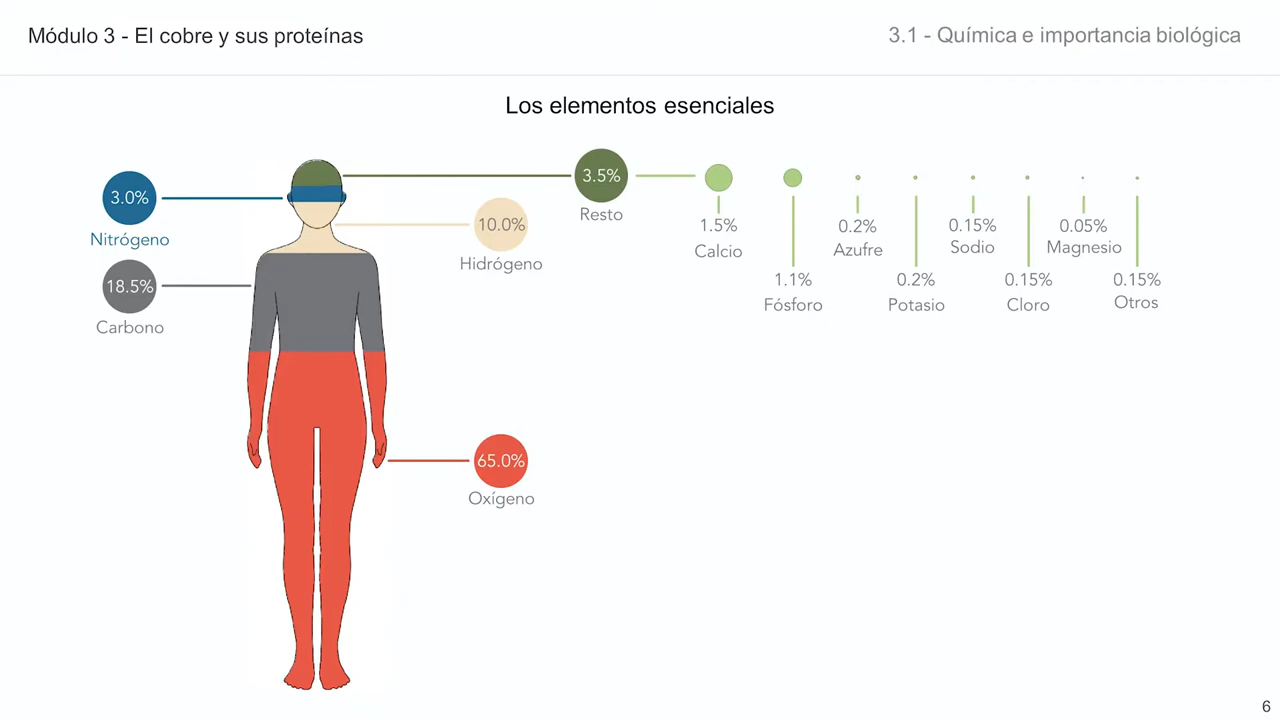 Módulo 3 - El cobre y sus proteínas
3.1 - Química e importancia biológica
Los elementos esenciales
3.0%
Nitrógeno
18.5%
Carbono
3.5%
Resto
10.0%
Hidrógeno
65.0%
Oxígeno
1.5%
Calcio
1.1%
Fósforo
0.2%
Azufre
0.2%
Potasio
0.15%
Sodio
0.15%
Cloro
0.05%
Magnesio
0.15%
Otros
6